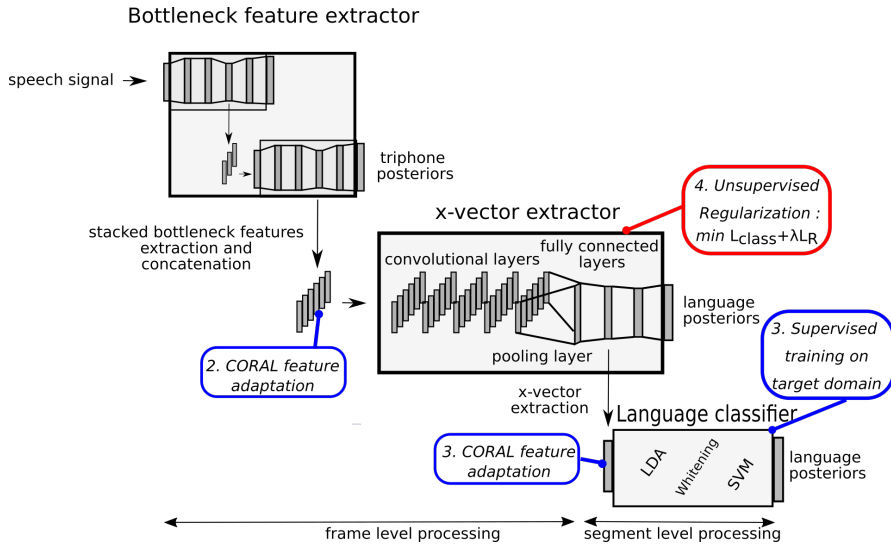 Bottleneck feature extractor
speech signal
triphone
posteriors
stacked bottleneck features
extraction and
concatenation
x-vector extractor
4. Unsupervised
Regularization :
min Lclass+λLR
convolutional layers
fully connected
layers
pooling layer
language
posteriors
2. CORAL feature
adaptation
3. Supervised
training on
target domain
x-vector
extraction
Language classifier
3. CORAL feature
adaptation
LDA
Whitening
SVM
language
posteriors
frame level processing
segment level processing